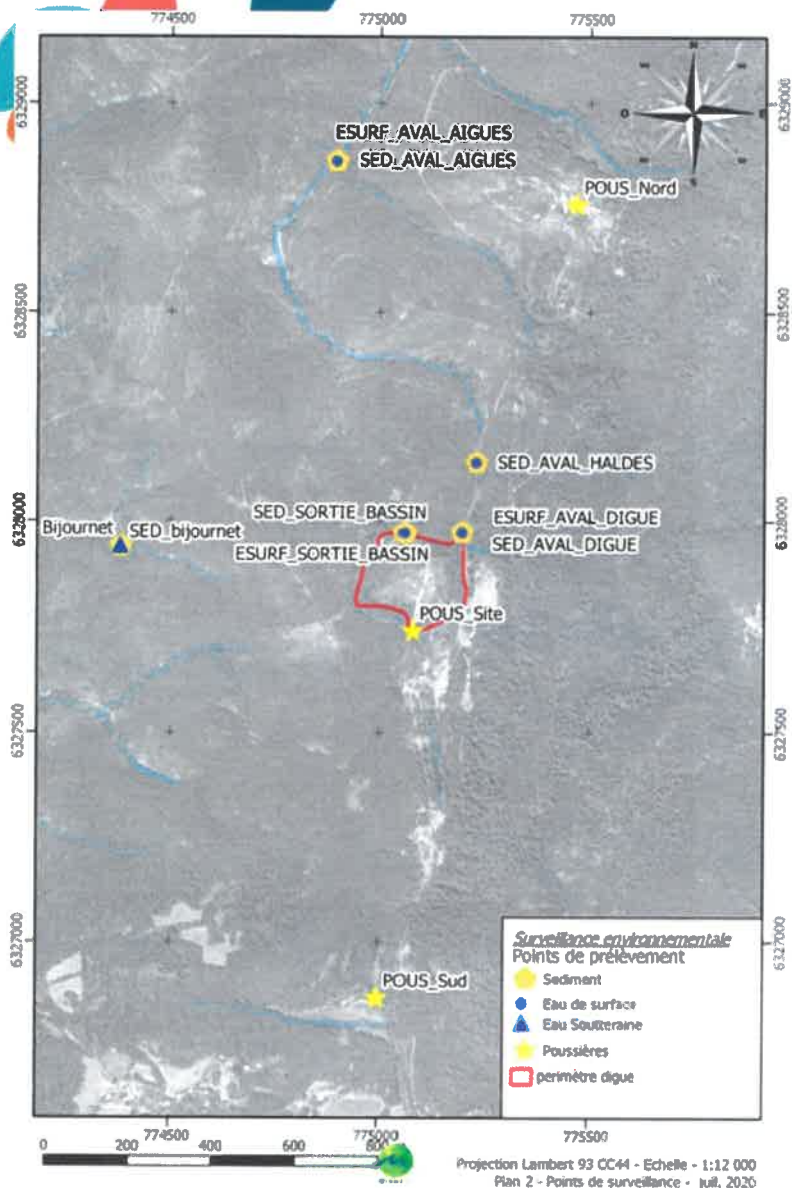 774500 775000 775500
6329000 6329000
ESURF_AVAL_AIGUES
SED_AVAL_AIGUES
POUS_Nord
6328500 6328500
SED_AVAL_HALDES
SED_SORTIE_BASSIN
ESURF_AVAL_DIGUE
6328000 6328000
Bijournet SED_bijournet
ESURF_SORTIE_BASSIN
SED_AVAL_DIGUE
POUS_Site
6327500 6327500
6327000 6327000
POUS_Sud
Surveillance environnementale
Points de prélèvement
Sediment
Eau de surface
Eau Soutteraine
Poussières
perimètre digue
774500 775000 775500
0 200 400 600
Projection Lambert 93 CC44 - Echelle - 1:12 000
Plan 2 - Points de surveillance - Juil. 2020